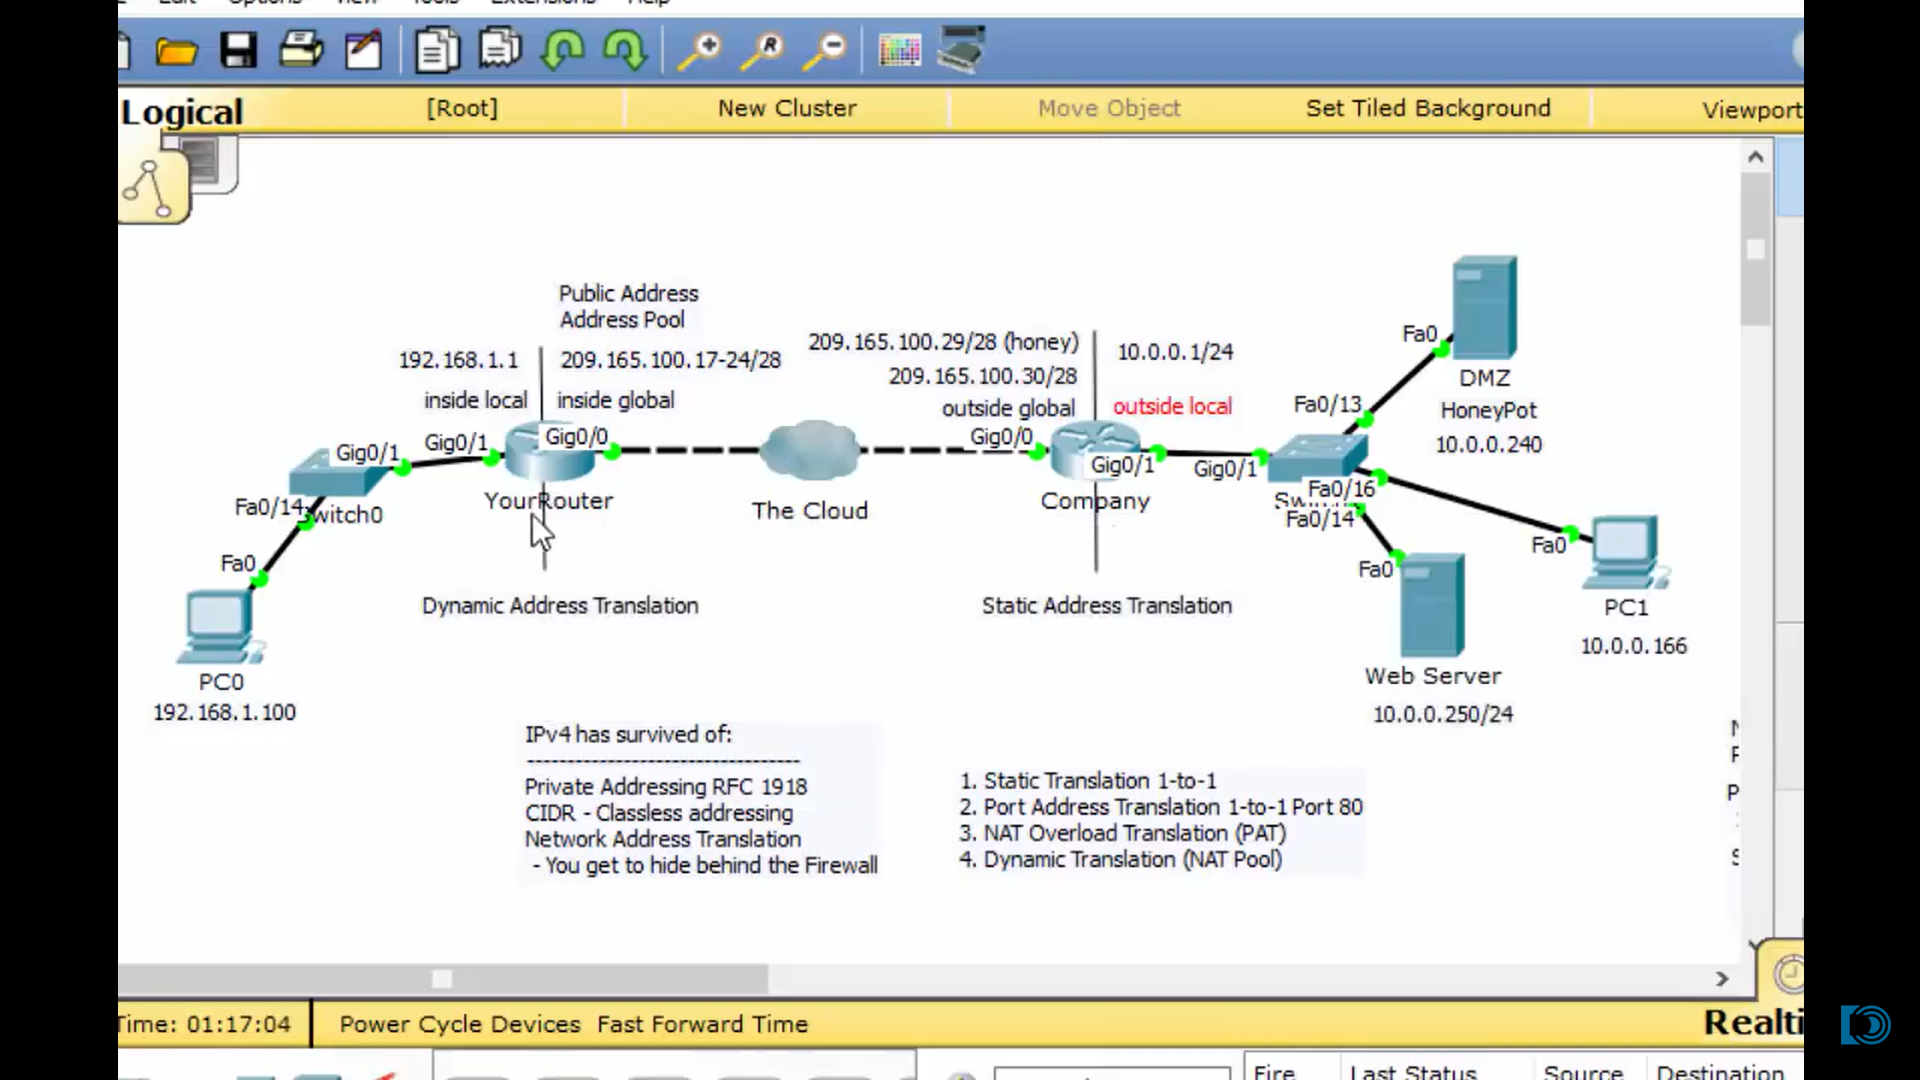 Edit Options View Tools Extensions Help
Logical
[Root]
New Cluster
Move Object
Set Tiled Background
Viewport
Public Address
Address Pool
192.168.1.1
209.165.100.17-24/28
inside local
inside global
209.165.100.29/28 (honey)
209.165.100.30/28
outside global
10.0.0.1/24
outside local
Gig0/1
Gig0/1
Gig0/0
Gig0/0
Gig0/1
Gig0/1
Fa0/13
Fa0
DMZ
HoneyPot
10.0.0.240
YourRouter
The Cloud
Company
Fa0/14
Switch0
Fa0/16
Fa0/14
Fa0
Fa0
Fa0
PC1
10.0.0.166
Dynamic Address Translation
Static Address Translation
PC0
192.168.1.100
Web Server
10.0.0.250/24
IPv4 has survived of:
----------------------------------
Private Addressing RFC 1918
CIDR - Classless addressing
Network Address Translation
- You get to hide behind the Firewall
1. Static Translation 1-to-1
2. Port Address Translation 1-to-1 Port 80
3. NAT Overload Translation (PAT)
4. Dynamic Translation (NAT Pool)
Time: 01:17:04
Power Cycle Devices Fast Forward Time
Realti
Fire
Last Status
Source
Destination